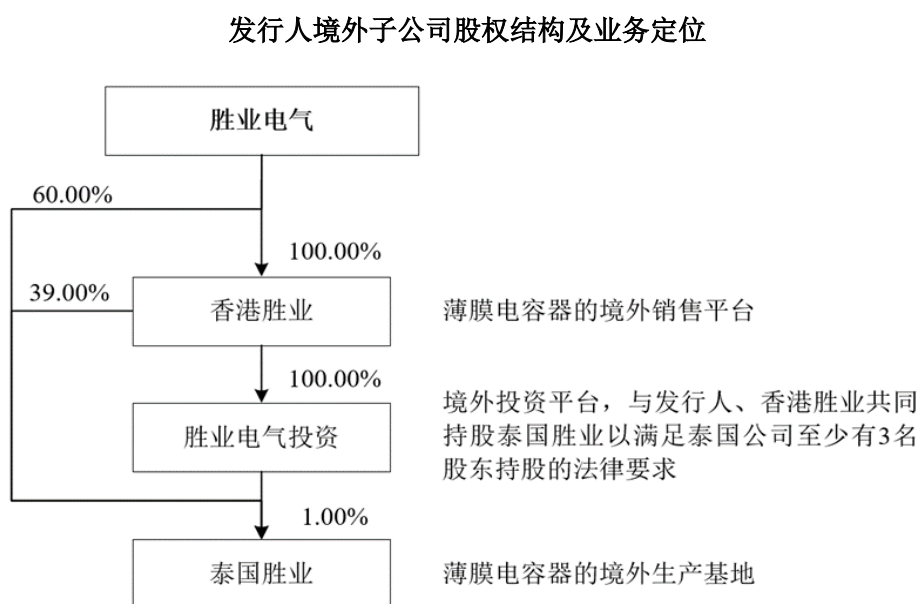 发行人境外子公司股权结构及业务定位
胜业电气
60.00%
100.00%
39.00%
香港胜业
薄膜电容器的境外销售平台
100.00%
胜业电气投资
境外投资平台，与发行人、香港胜业共同
持股泰国胜业以满足泰国公司至少有3名
股东持股的法律要求
1.00%
泰国胜业
薄膜电容器的境外生产基地